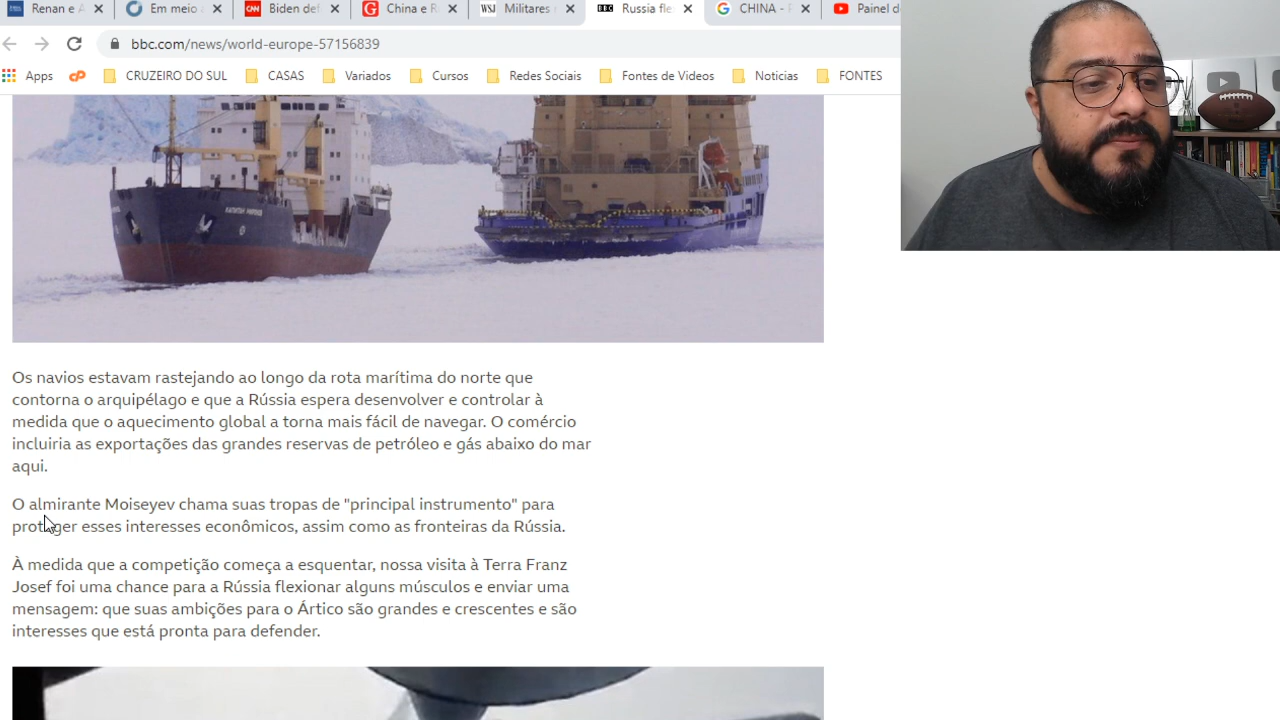 Renan e A
Em meio
CNN Biden def
G China e R
WSJ Militares
BBC Russia fle
CHINA -
Painel d
bbc.com/news/world-europe-57156839
Apps CRUZEIRO DO SUL CASAS Variados Cursos Redes Sociais Fontes de Videos Noticias FONTES
Os navios estavam rastejando ao longo da rota marítima do norte que
contorna o arquipélago e que a Rússia espera desenvolver e controlar à
medida que o aquecimento global a torna mais fácil de navegar. O comércio
incluiria as exportações das grandes reservas de petróleo e gás abaixo do mar
aqui.
O almirante Moiseyev chama suas tropas de "principal instrumento" para
proteger esses interesses econômicos, assim como as fronteiras da Rússia.
À medida que a competição começa a esquentar, nossa visita à Terra Franz
Josef foi uma chance para a Rússia flexionar alguns músculos e enviar uma
mensagem: que suas ambições para o Ártico são grandes e crescentes e são
interesses que está pronta para defender.